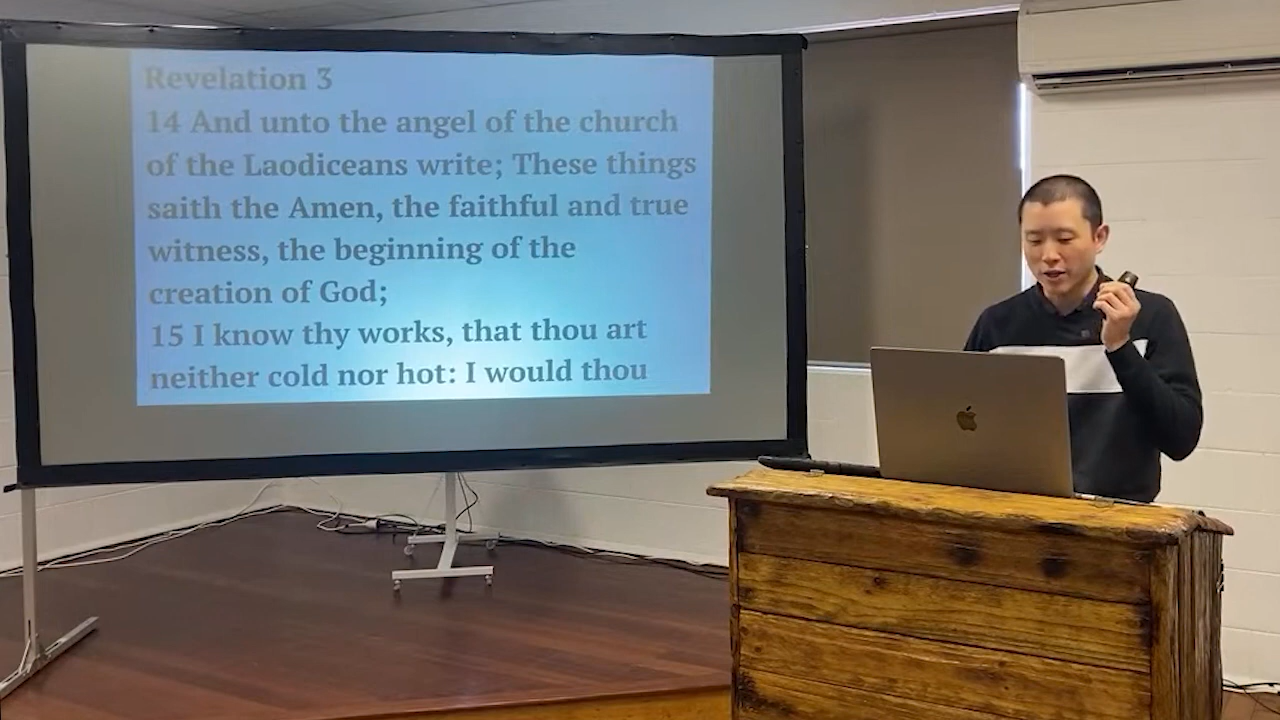 Revelation 3
14 And unto the angel of the church
of the Laodiceans write; These things
saith the Amen, the faithful and true
witness, the beginning of the
creation of God;
15 I know thy works, that thou art
neither cold nor hot: I would thou